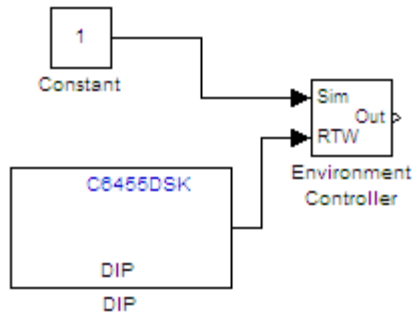 1
Constant
Sim
Out
RTW
Environment
Controller
C6455DSK
DIP
DIP